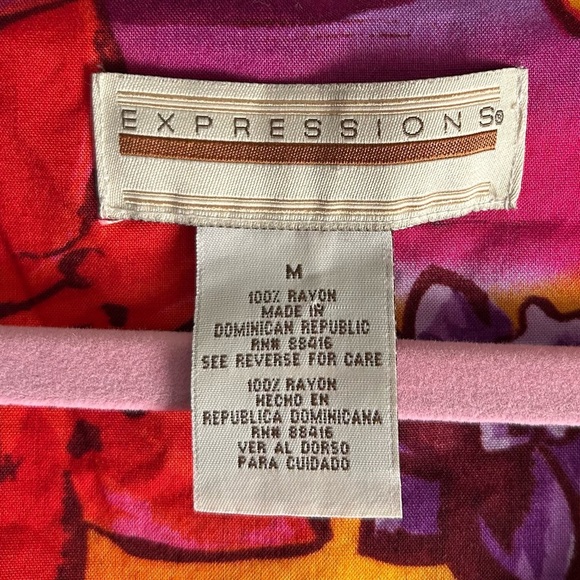 EXPRESSIONS®
M
100% RAYON
MADE IN
DOMINICAN REPUBLIC
RN# 88416
SEE REVERSE FOR CARE
100% RAYON
HECHO EN
REPUBLICA DOMINICANA
RN# 88416
VER AL DORSO
PARA CUIDADO